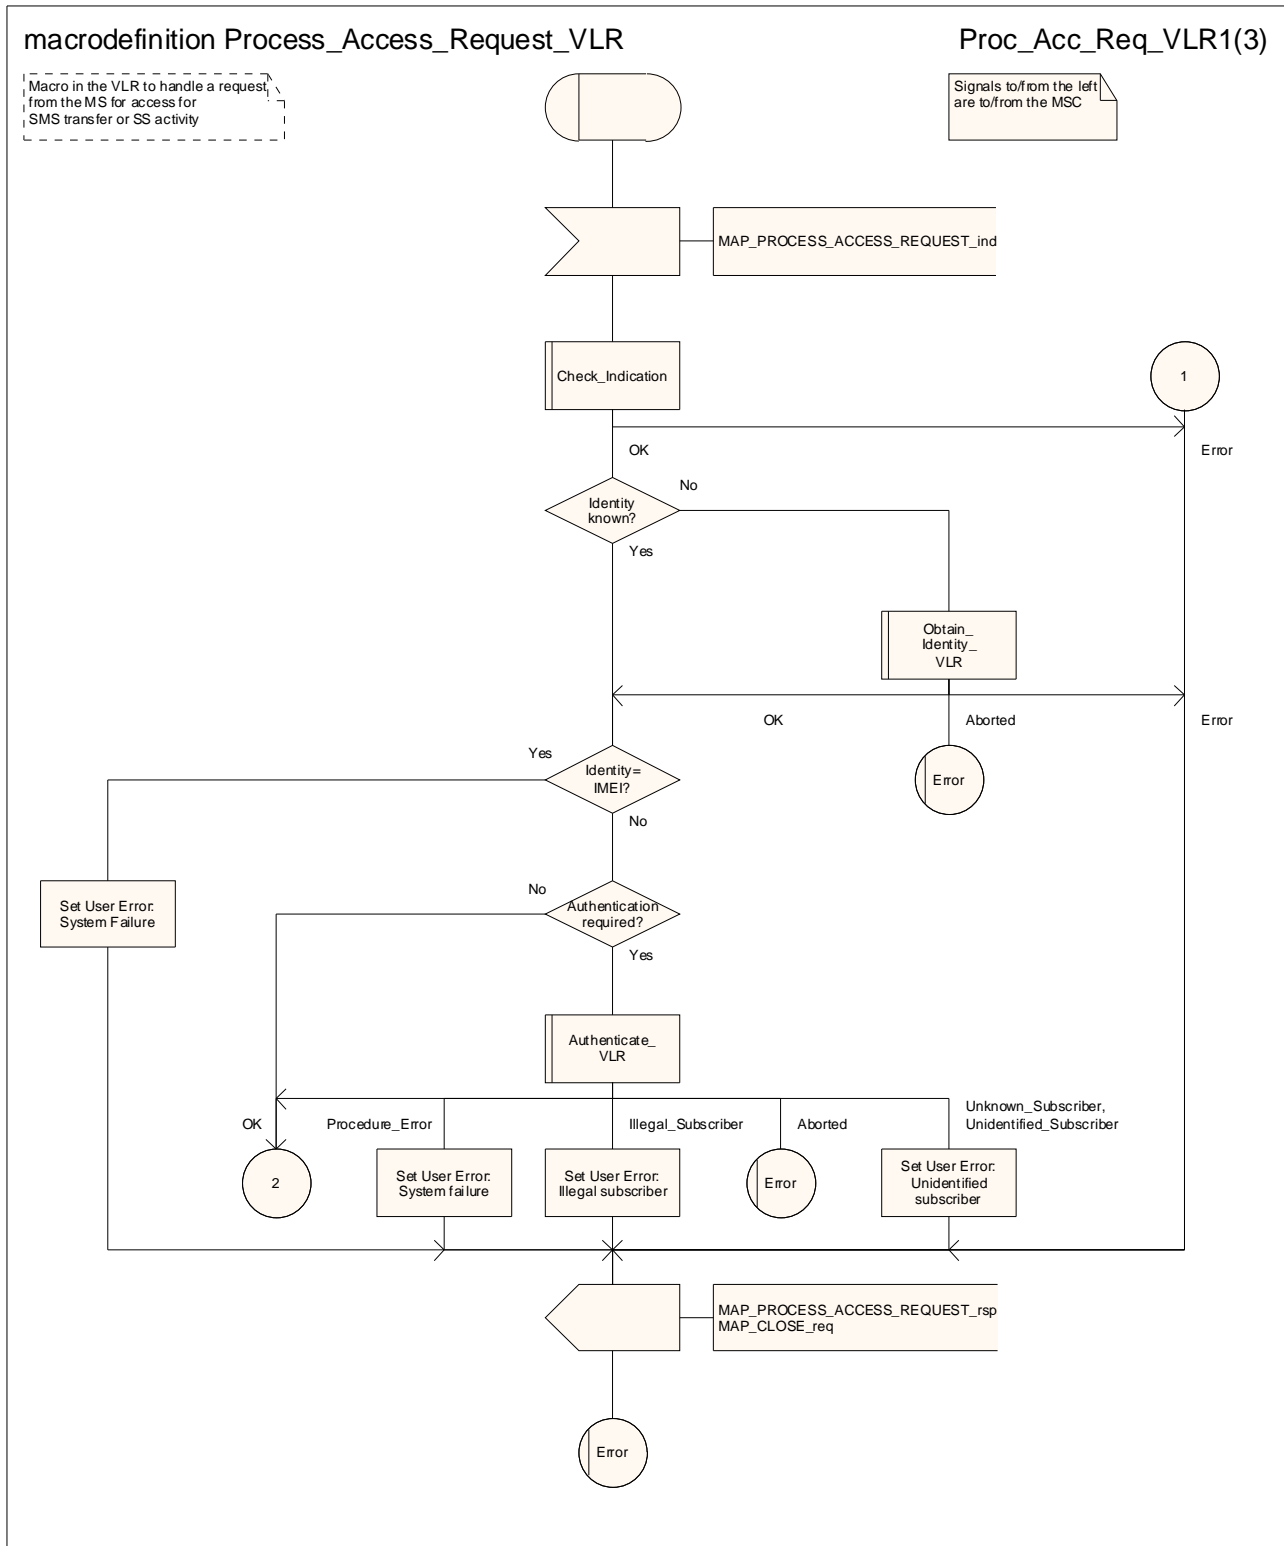 macrodefinition Process_Access_Request_VLR
Proc_Acc_Req_VLR1(3)
Macro in the VLR to handle a request
from the MS for access for
SMS transfer or SS activity
Signals to/from the left
are to/from the MSC
MAP_PROCESS_ACCESS_REQUEST_ind
Check_Indication
1
OK
Error
Identity
known?
No
Yes
Obtain_
Identity_
VLR
OK
Aborted
Error
Yes
Identity=
IMEI?
Error
No
Set User Error:
System Failure
No
Authentication
required?
Yes
Authenticate_
VLR
OK
Procedure_Error
Illegal_Subscriber
Aborted
Unknown_Subscriber,
Unidentified_Subscriber
2
Set User Error:
System failure
Set User Error:
Illegal subscriber
Error
Set User Error:
Unidentified
subscriber
MAP_PROCESS_ACCESS_REQUEST_rsp
MAP_CLOSE_req
Error